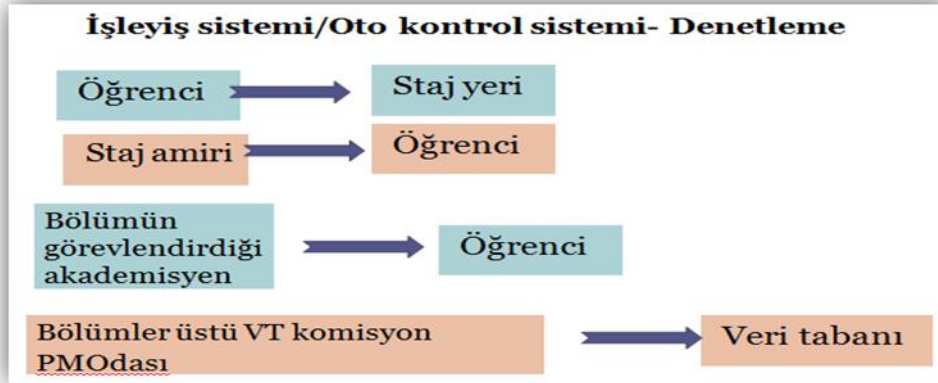 İşleyiş sistemi/Oto kontrol sistemi- Denetleme
Öğrenci
Staj yeri
Staj amiri
Öğrenci
Bölümün
görevlendirdiği
akademisyen
Öğrenci
Bölümler üstü VT komisyon
PMOdası
Veri tabanı